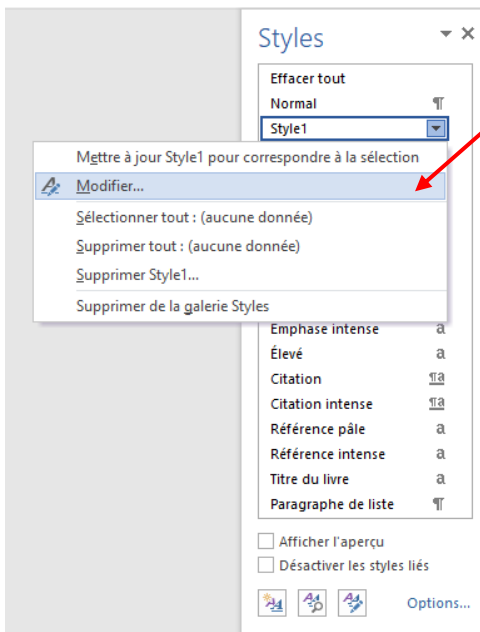 Styles
Effacer tout
Normal ¶
Style1
Mettre à jour Style1 pour correspondre à la sélection
Modifier...
Sélectionner tout : (aucune donnée)
Supprimer tout : (aucune donnée)
Supprimer Style1...
Supprimer de la galerie Styles
Emphase intense a
Élevé a
Citation ¶a
Citation intense ¶a
Référence pâle a
Référence intense a
Titre du livre a
Paragraphe de liste ¶
Afficher l'aperçu
Désactiver les styles liés
Options...